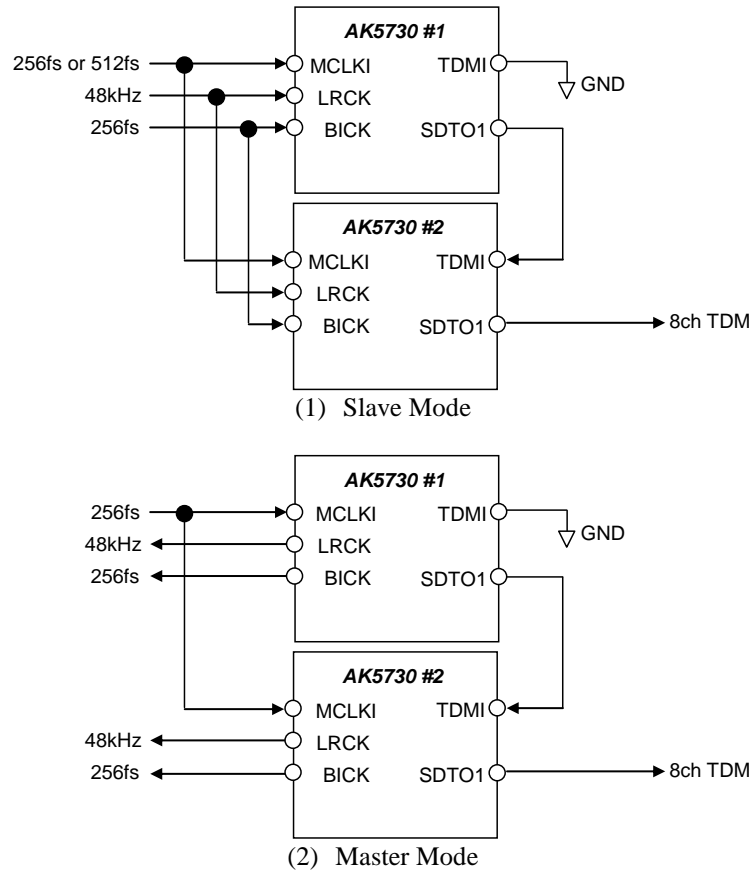 AK5730 #1
256fs or 512fs MCLKI TDMI
GND
48kHz LRCK
256fs BICK SDTO1
AK5730 #2
MCLKI TDMI
LRCK
BICK SDTO1 8ch TDM
(1) Slave Mode
AK5730 #1
256fs MCLKI TDMI
GND
48kHz LRCK
256fs BICK SDTO1
AK5730 #2
MCLKI TDMI
48kHz LRCK
256fs BICK SDTO1 8ch TDM
(2) Master Mode